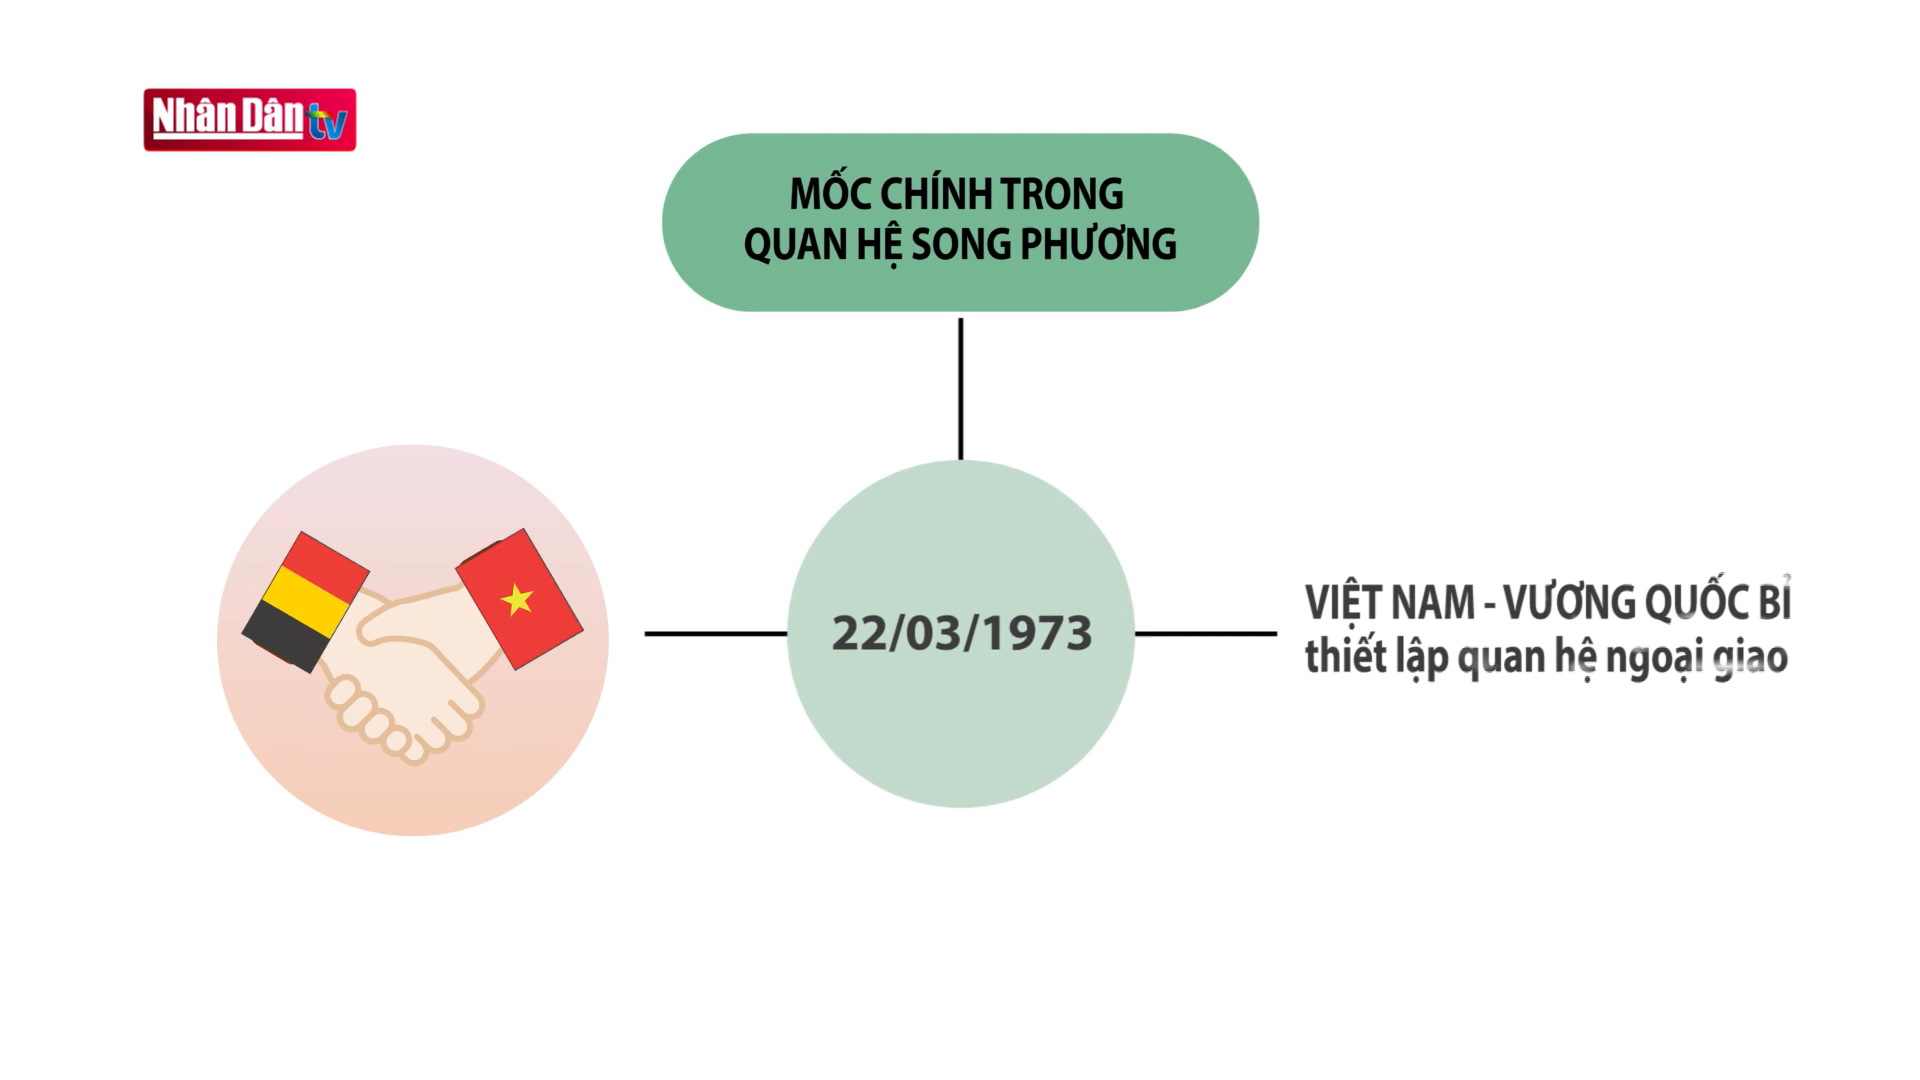 Nhân Dân tv
MỐC CHÍNH TRONG
QUAN HỆ SONG PHƯƠNG
22/03/1973
VIỆT NAM - VƯƠNG QUỐC BỈ
thiết lập quan hệ ngoại giao